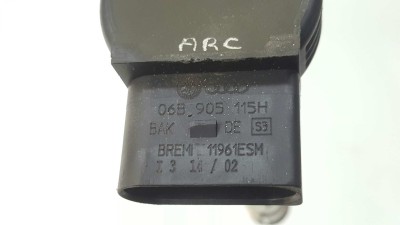 ARC
06B 905 115H
BAK DE S3
BREMI 11961ESM
X 3 14 / 02